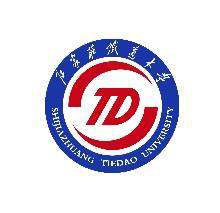 石家庄铁道大学
TD
SHIJIAZHUANG TIEDAO UNIVERSITY